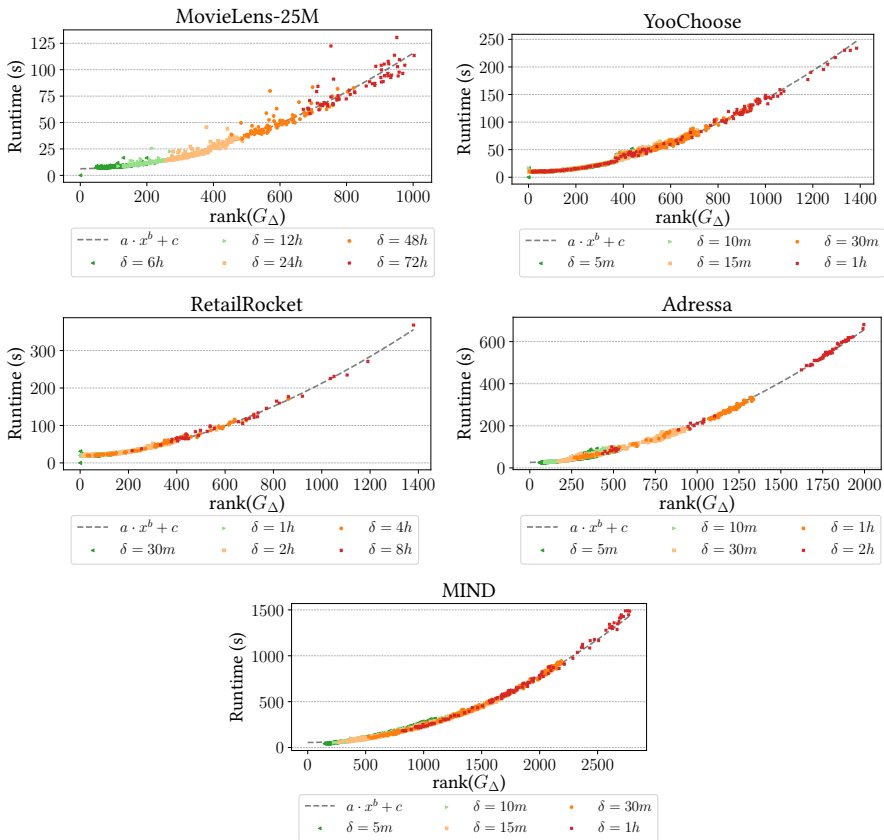 MovieLens-25M
Runtime (s)
125
100
75
50
25
0
0 200 400 600 800 1000
rank(G_Δ)
a · x^b + c δ = 12h δ = 48h
δ = 6h δ = 24h δ = 72h
YooChoose
Runtime (s)
250
200
150
100
50
0
0 200 400 600 800 1000 1200 1400
rank(G_Δ)
a · x^b + c δ = 10m δ = 30m
δ = 5m δ = 15m δ = 1h
RetailRocket
Runtime (s)
300
200
100
0
0 200 400 600 800 1000 1200 1400
rank(G_Δ)
a · x^b + c δ = 1h δ = 4h
δ = 30m δ = 2h δ = 8h
Adressa
Runtime (s)
600
400
200
0
0 250 500 750 1000 1250 1500 1750 2000
rank(G_Δ)
a · x^b + c δ = 10m δ = 1h
δ = 5m δ = 30m δ = 2h
MIND
Runtime (s)
1500
1000
500
0
0 500 1000 1500 2000 2500
rank(G_Δ)
a · x^b + c δ = 10m δ = 30m
δ = 5m δ = 15m δ = 1h